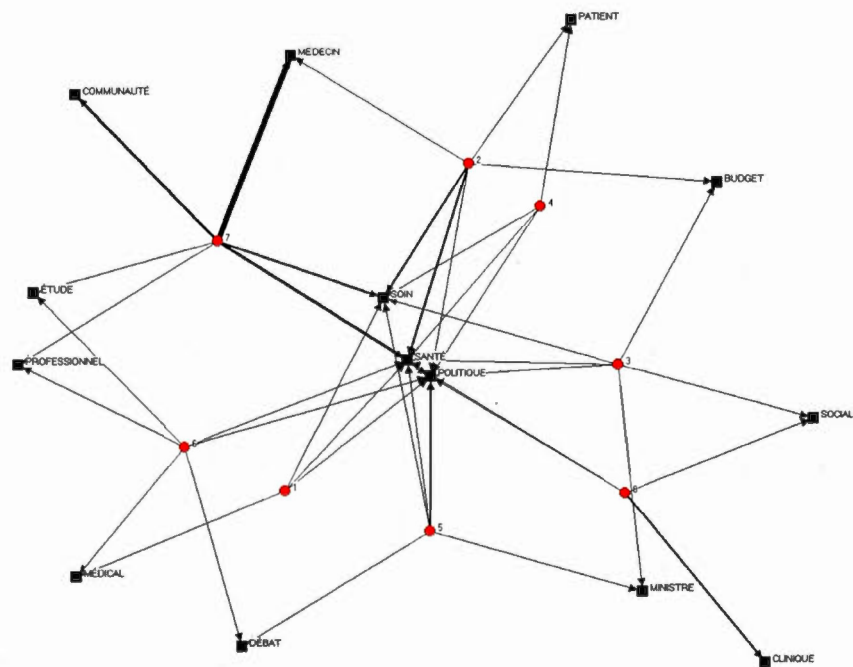 PATIENT
MÉDECIN
COMMUNAUTÉ
2
BUDGET
4
7
ÉTUDE
SOIN
SANTÉ
3
PROFESSIONNEL
POLITIQUE
SOCIAL
1
5
MÉDICAL
MINISTRE
DÉBAT
CLINIQUE